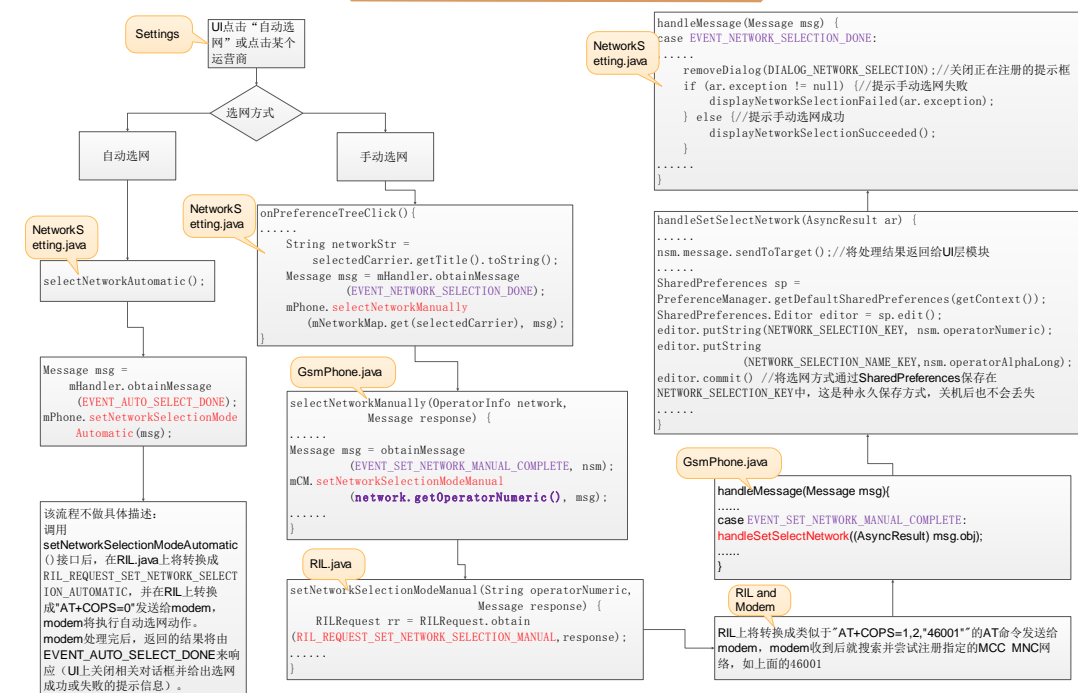 Settings
UI点击“自动选
网”或点击某个
运营商
选网方式
自动选网
手动选网
NetworkS
etting.java
selectNetworkAutomatic();
Message msg =
mHandler.obtainMessage
(EVENT_AUTO_SELECT_DONE);
mPhone.setNetworkSelectionMode
Automatic(msg);
该流程不做具体描述:
调用
setNetworkSelectionModeAutomatic
()接口后，在RIL.java上将转换成
RIL_REQUEST_SET_NETWORK_SELECT
ION_AUTOMATIC，并在RIL上转换
成"AT+COPS=0"发送给modem，
modem将执行自动选网动作。
modem处理完后，返回的结果将由
EVENT_AUTO_SELECT_DONE来响
应（UI上关闭相关对话框并给出选网
成功或失败的提示信息）。
NetworkS
etting.java
onPreferenceTreeClick(){
......
String networkStr =
selectedCarrier.getTitle().toString();
Message msg = mHandler.obtainMessage
(EVENT_NETWORK_SELECTION_DONE);
mPhone.selectNetworkManually
(mNetworkMap.get(selectedCarrier), msg);
}
GsmPhone.java
selectNetworkManually(OperatorInfo network,
Message response) {
......
Message msg = obtainMessage
(EVENT_SET_NETWORK_MANUAL_COMPLETE, nsm);
mCM.setNetworkSelectionModeManual
(network.getOperatorNumeric(), msg);
......
}
RIL.java
setNetworkSelectionModeManual(String operatorNumeric,
Message response) {
RILRequest rr = RILRequest.obtain
(RIL_REQUEST_SET_NETWORK_SELECTION_MANUAL,response);
......
}
RIL and
Modem
RIL上将转换成类似于"AT+COPS=1,2,"46001""的AT命令发送给
modem，modem收到后就搜索并尝试注册指定的MCC MNC网
络，如上面的46001
GsmPhone.java
handleMessage(Message msg){
......
case EVENT_SET_NETWORK_MANUAL_COMPLETE:
handleSetSelectNetwork((AsyncResult) msg.obj);
......
}
handleSetSelectNetwork(AsyncResult ar) {
......
nsm.message.sendToTarget();//将处理结果返回给UI层模块
......
SharedPreferences sp =
PreferenceManager.getDefaultSharedPreferences(getContext());
SharedPreferences.Editor editor = sp.edit();
editor.putString(NETWORK_SELECTION_KEY, nsm.operatorNumeric);
editor.putString
(NETWORK_SELECTION_NAME_KEY,nsm.operatorAlphaLong);
editor.commit() //将选网方式通过SharedPreferences保存在
NETWORK_SELECTION_KEY中，这是种永久保存方式，关机后也不会丢失
......
}
NetworkS
etting.java
handleMessage(Message msg) {
case EVENT_NETWORK_SELECTION_DONE:
......
removeDialog(DIALOG_NETWORK_SELECTION);//关闭正在注册的提示框
if (ar.exception != null) {//提示手动选网失败
displayNetworkSelectionFailed(ar.exception);
} else {//提示手动选网成功
displayNetworkSelectionSucceeded();
}
......
}